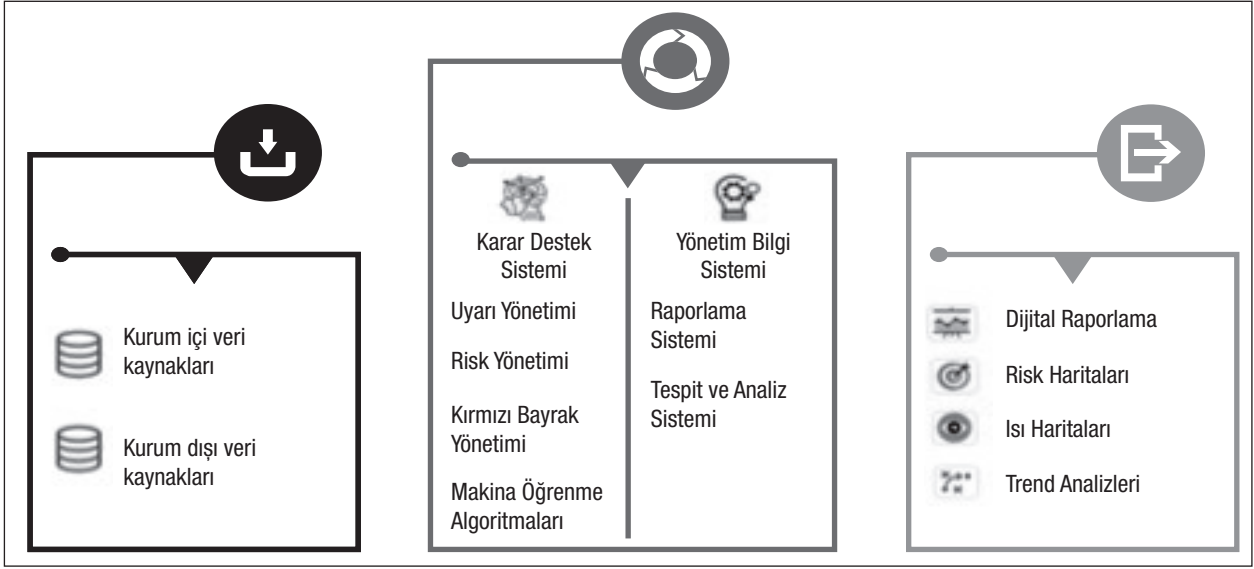 Kurum içi veri
kaynakları
Kurum dışı veri
kaynakları
Karar Destek
Sistemi
Uyarı Yönetimi
Risk Yönetimi
Kırmızı Bayrak
Yönetimi
Makina Öğrenme
Algoritmaları
Yönetim Bilgi
Sistemi
Raporlama
Sistemi
Tespit ve Analiz
Sistemi
Dijital Raporlama
Risk Haritaları
Isı Haritaları
Trend Analizleri